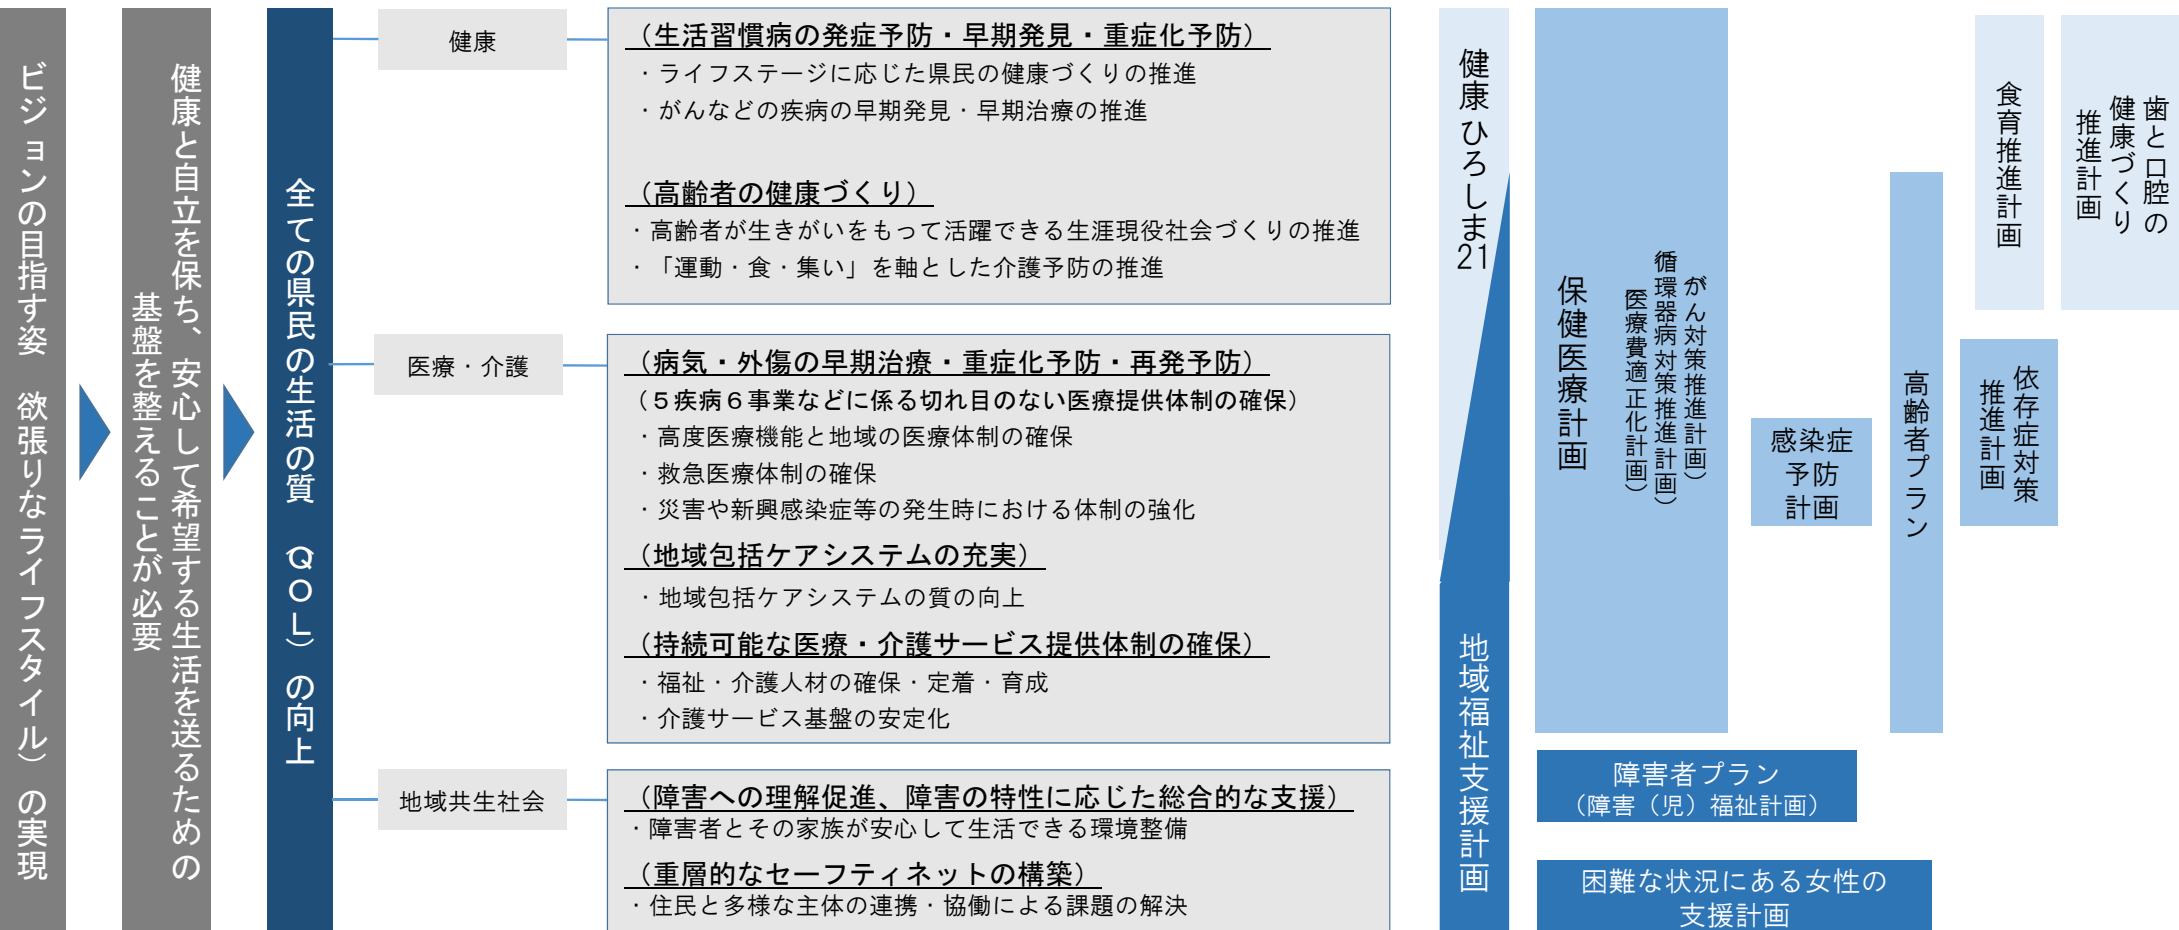 ビジョンの目指す姿　欲張りなライフスタイル）の実現
健康と自立を保ち、安心して希望する生活を送るための
基盤を整えることが必要
全ての県民の生活の質（ＱＯＬ）の向上
健康
（生活習慣病の発症予防・早期発見・重症化予防）
・ライフステージに応じた県民の健康づくりの推進
・がんなどの疾病の早期発見・早期治療の推進
（高齢者の健康づくり）
・高齢者が生きがいをもって活躍できる生涯現役社会づくりの推進
・「運動・食・集い」を軸とした介護予防の推進
医療・介護
（病気・外傷の早期治療・重症化予防・再発予防）
（５疾病６事業などに係る切れ目のない医療提供体制の確保）
・高度医療機能と地域の医療体制の確保
・救急医療体制の確保
・災害や新興感染症等の発生時における体制の強化
（地域包括ケアシステムの充実）
・地域包括ケアシステムの質の向上
（持続可能な医療・介護サービス提供体制の確保）
・福祉・介護人材の確保・定着・育成
・介護サービス基盤の安定化
地域共生社会
（障害への理解促進、障害の特性に応じた総合的な支援）
・障害者とその家族が安心して生活できる環境整備
（重層的なセーフティネットの構築）
・住民と多様な主体の連携・協働による課題の解決
健康ひろしま21
地域福祉支援計画
保健医療計画
（がん対策推進計画）
（循環器病対策推進計画）
（医療費適正化計画）
感染症
予防
計画
高齢者プラン
食育推進計画
歯と口腔の
健康づくり
推進計画
依存症対策
推進計画
障害者プラン
（障害（児）福祉計画）
困難な状況にある女性の
支援計画